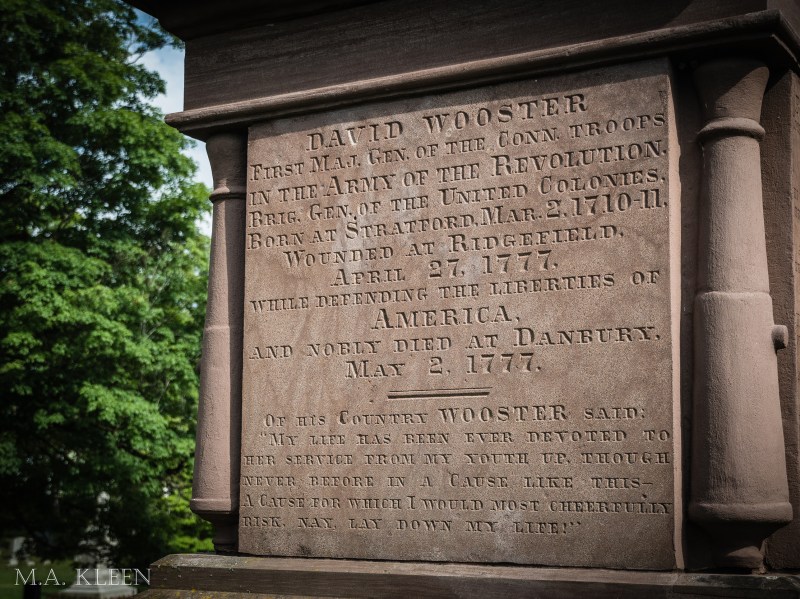 DAVID WOOSTER
FIRST MAJ. GEN. OF THE CONN. TROOPS
IN THE ARMY OF THE REVOLUTION,
BRIG. GEN. OF THE UNITED COLONIES,
BORN AT STRATFORD, MAR. 2, 1710-11,
WOUNDED AT RIDGEFIELD,
APRIL 27, 1777,
WHILE DEFENDING THE LIBERTIES OF
AMERICA,
AND NOBLY DIED AT DANBURY,
MAY 2, 1777.
OF HIS COUNTRY WOOSTER SAID:
"MY LIFE HAS BEEN EVER DEVOTED TO
HER SERVICE FROM MY YOUTH UP, THOUGH
NEVER BEFORE IN A CAUSE LIKE THIS—
A CAUSE FOR WHICH I WOULD MOST CHEERFULLY
RISK, NAY, LAY DOWN MY LIFE!"
M.A. KLEEN